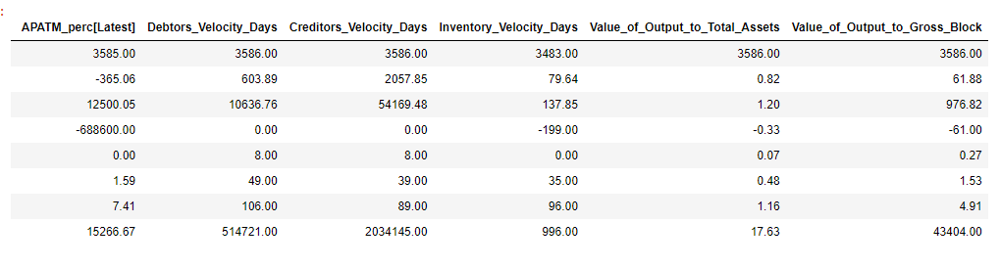 :
APATM_perc[Latest] Debtors_Velocity_Days Creditors_Velocity_Days Inventory_Velocity_Days Value_of_Output_to_Total_Assets Value_of_Output_to_Gross_Block
3585.00 3586.00 3586.00 3483.00 3586.00 3586.00
-365.06 603.89 2057.85 79.64 0.82 61.88
12500.05 10636.76 54169.48 137.85 1.20 976.82
-688600.00 0.00 0.00 -199.00 -0.33 -61.00
0.00 8.00 8.00 0.00 0.07 0.27
1.59 49.00 39.00 35.00 0.48 1.53
7.41 106.00 89.00 96.00 1.16 4.91
15266.67 514721.00 2034145.00 996.00 17.63 43404.00